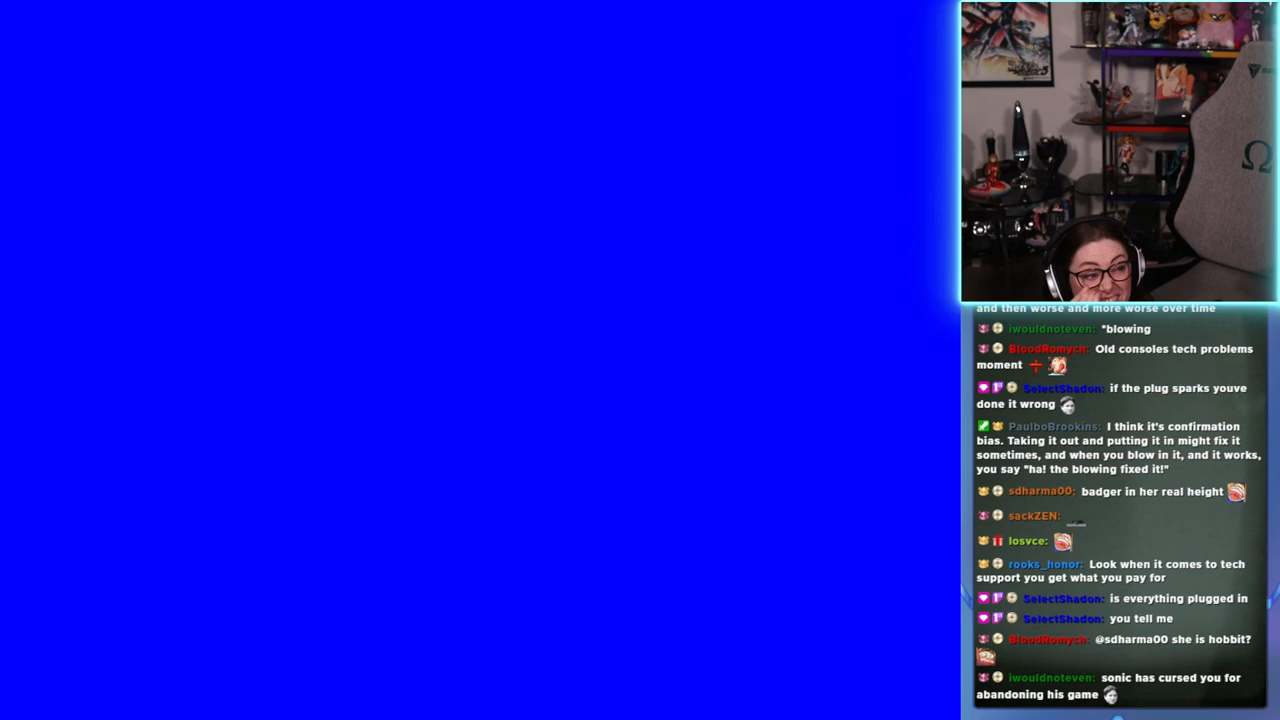 and then worse and more worse over time
iwouldnoteven: *blowing
BloodRomych: Old consoles tech problems
moment
SelectShadon: if the plug sparks youve
done it wrong
PaulboBrookins: I think it's confirmation
bias. Taking it out and putting it in might fix it
sometimes, and when you blow in it, and it works,
you say "ha! the blowing fixed it!"
sdharma00: badger in her real height
sackZEN:
losvce:
rooks_honor: Look when it comes to tech
support you get what you pay for
SelectShadon: is everything plugged in
SelectShadon: you tell me
BloodRomych: @sdharma00 she is hobbit?
iwouldnoteven: sonic has cursed you for
abandoning his game